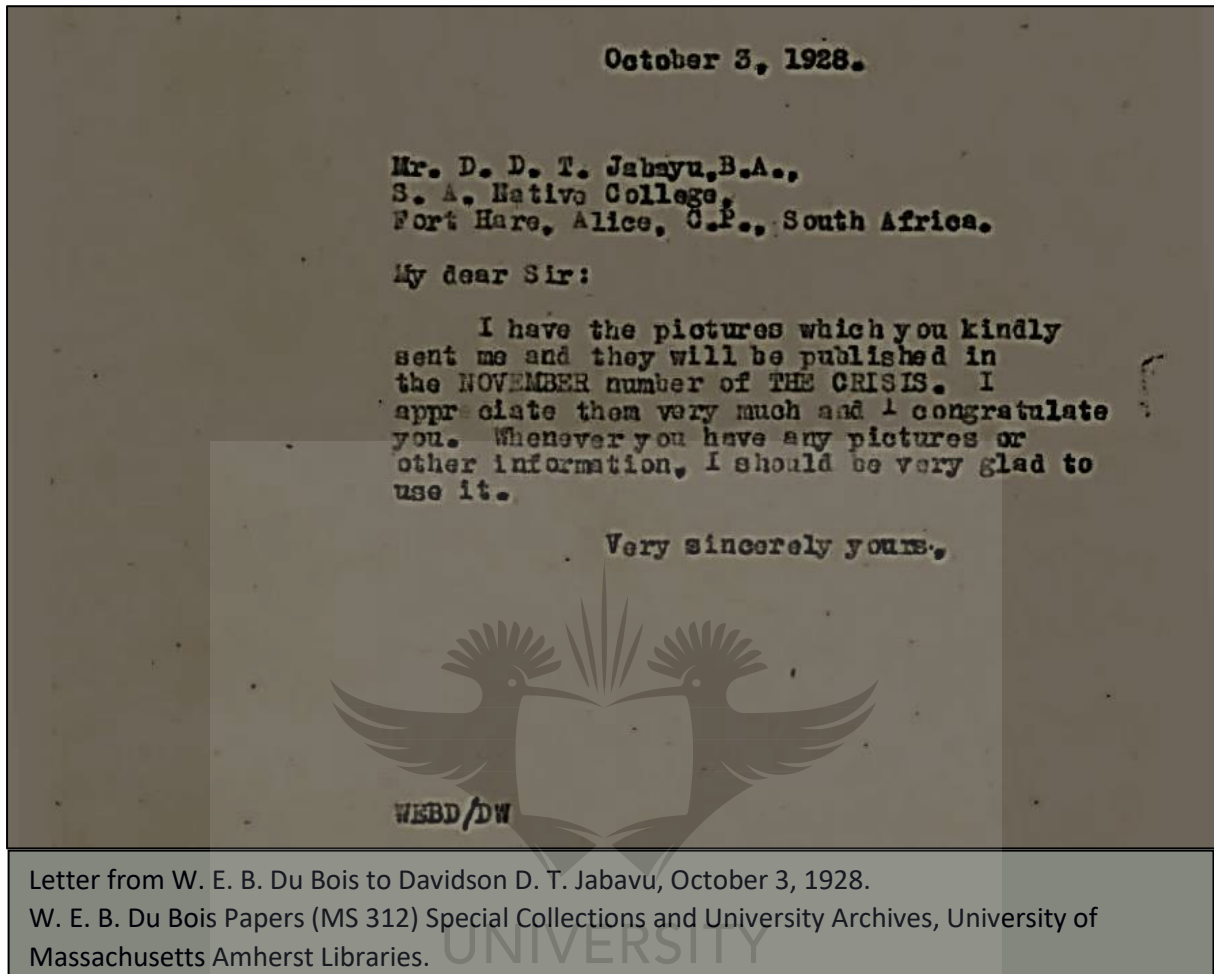 October 3, 1928.
Mr. D. D. T. Jabayu,B.A.,
S. A. Native College,
Fort Hare, Alice, C.P., South Africa.
My dear Sir:
I have the pictures which you kindly
sent me and they will be published in
the NOVEMBER number of THE CRISIS. I
appr ciate them very much and I congratulate
you. Whenever you have any pictures or
other information, I should be very glad to
use it.
Very sincerely yours,
WEBD/DW
Letter from W. E. B. Du Bois to Davidson D. T. Jabavu, October 3, 1928.
W. E. B. Du Bois Papers (MS 312) Special Collections and University Archives, University of
Massachusetts Amherst Libraries.
UNIVERSITY